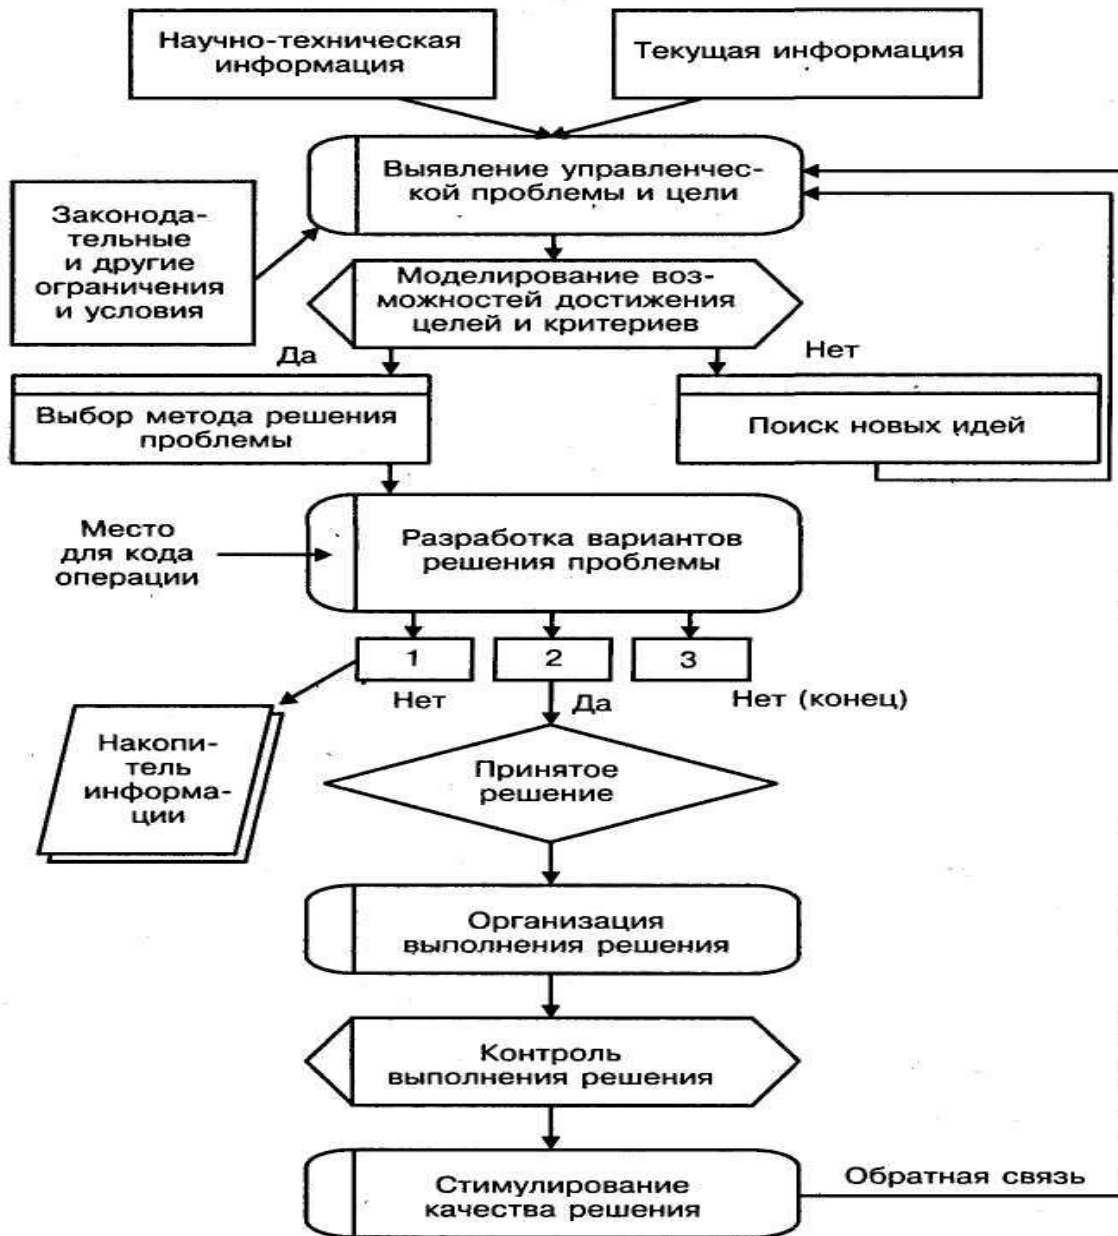 Научно-техническая
информация
Текущая информация
Выявление управленчес-
кой проблемы и цели
Законода-
тельные
и другие
ограничения
и условия
Моделирование воз-
можностей достижения
целей и критериев
Да
Нет
Выбор метода решения
проблемы
Поиск новых идей
Место
для кода
операции
Разработка вариантов
решения проблемы
1
2
3
Нет
Да
Нет (конец)
Накопи-
тель
информа-
ции
Принятое
решение
Организация
выполнения решения
Контроль
выполнения решения
Стимулирование
качества решения
Обратная связь